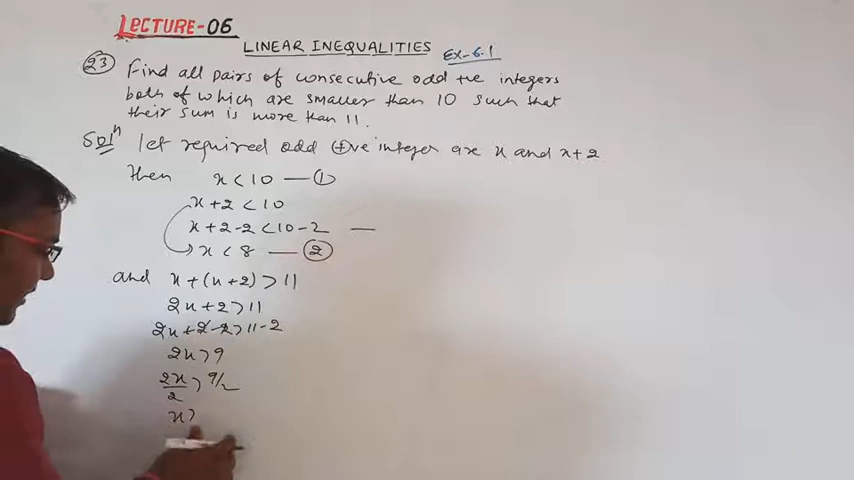 LECTURE-06
LINEAR INEQUALITIES Ex-6.1
23 Find all pairs of consecutive odd +ve integers
both of which are smaller than 10 such that
their sum is more than 11.
Solⁿ let required odd +ve integer are x and x+2
Then x < 10 — 1
x+2 < 10
x+2-2 < 10-2 —
x < 8 — 2
and x+(x+2) > 11
2x+2 > 11
2x+2-2 > 11-2
2x > 9
2x/2 > 9/2
x >